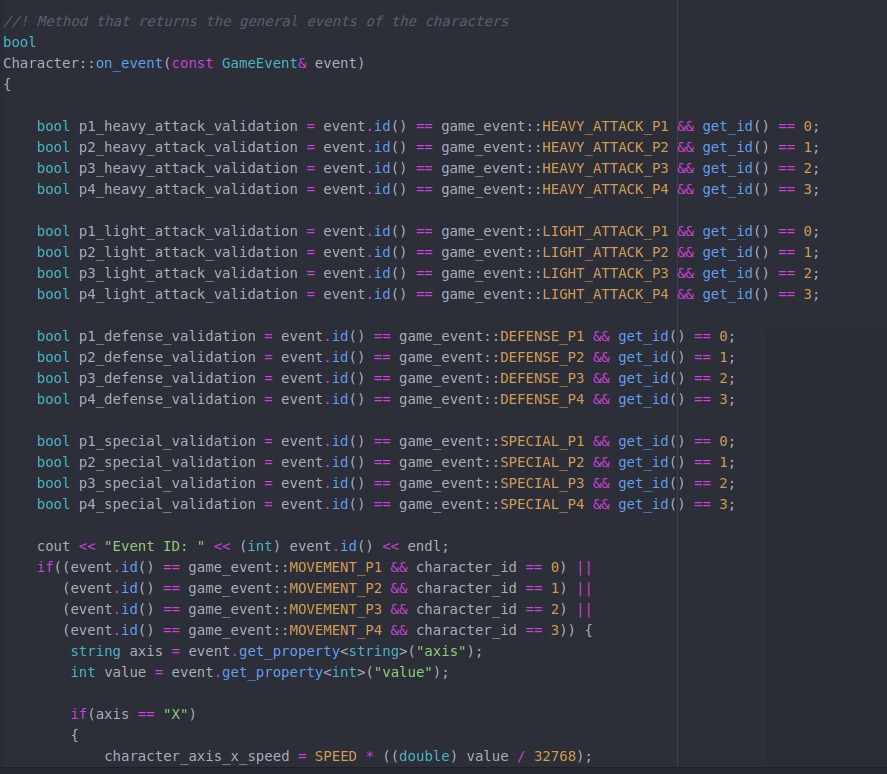 //! Method that returns the general events of the characters
bool
Character::on_event(const GameEvent& event)
{
bool p1_heavy_attack_validation = event.id() == game_event::HEAVY_ATTACK_P1 && get_id() == 0;
bool p2_heavy_attack_validation = event.id() == game_event::HEAVY_ATTACK_P2 && get_id() == 1;
bool p3_heavy_attack_validation = event.id() == game_event::HEAVY_ATTACK_P3 && get_id() == 2;
bool p4_heavy_attack_validation = event.id() == game_event::HEAVY_ATTACK_P4 && get_id() == 3;
bool p1_light_attack_validation = event.id() == game_event::LIGHT_ATTACK_P1 && get_id() == 0;
bool p2_light_attack_validation = event.id() == game_event::LIGHT_ATTACK_P2 && get_id() == 1;
bool p3_light_attack_validation = event.id() == game_event::LIGHT_ATTACK_P3 && get_id() == 2;
bool p4_light_attack_validation = event.id() == game_event::LIGHT_ATTACK_P4 && get_id() == 3;
bool p1_defense_validation = event.id() == game_event::DEFENSE_P1 && get_id() == 0;
bool p2_defense_validation = event.id() == game_event::DEFENSE_P2 && get_id() == 1;
bool p3_defense_validation = event.id() == game_event::DEFENSE_P3 && get_id() == 2;
bool p4_defense_validation = event.id() == game_event::DEFENSE_P4 && get_id() == 3;
bool p1_special_validation = event.id() == game_event::SPECIAL_P1 && get_id() == 0;
bool p2_special_validation = event.id() == game_event::SPECIAL_P2 && get_id() == 1;
bool p3_special_validation = event.id() == game_event::SPECIAL_P3 && get_id() == 2;
bool p4_special_validation = event.id() == game_event::SPECIAL_P4 && get_id() == 3;
cout << "Event ID: " << (int) event.id() << endl;
if((event.id() == game_event::MOVEMENT_P1 && character_id == 0) ||
(event.id() == game_event::MOVEMENT_P2 && character_id == 1) ||
(event.id() == game_event::MOVEMENT_P3 && character_id == 2) ||
(event.id() == game_event::MOVEMENT_P4 && character_id == 3)) {
string axis = event.get_property<string>("axis");
int value = event.get_property<int>("value");
if(axis == "X")
{
character_axis_x_speed = SPEED * ((double) value / 32768);